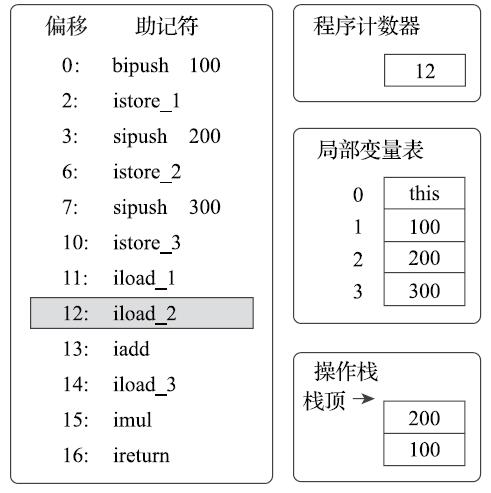 偏移 助记符
0: bipush 100
2: istore_1
3: sipush 200
6: istore_2
7: sipush 300
10: istore_3
11: iload_1
12: iload_2
13: iadd
14: iload_3
15: imul
16: ireturn
程序计数器
12
局部变量表
0 this
1 100
2 200
3 300
操作栈
栈顶
200
100